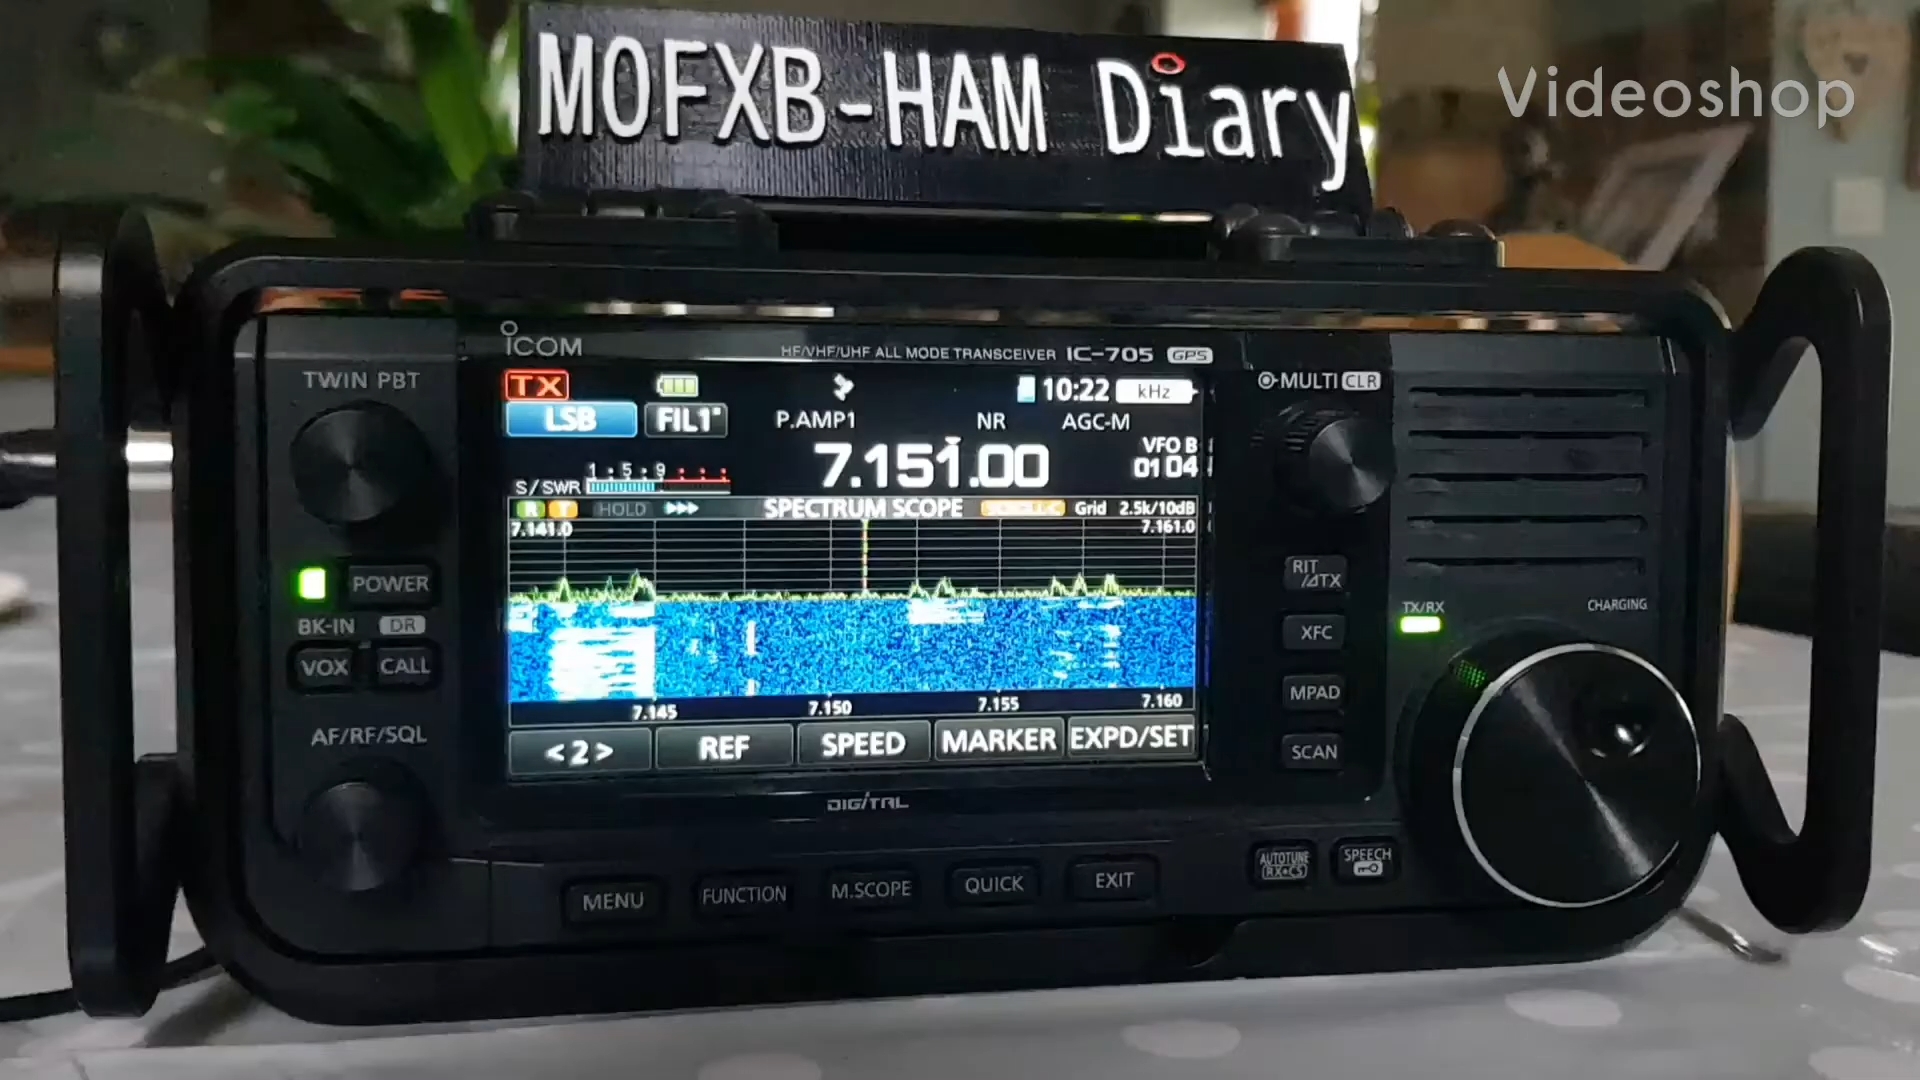 M0FXB-HAM Diary
Videoshop
ICOM
HF/VHF/UHF ALL MODE TRANSCEIVER IC-705 GPS
TWIN PBT
MULTI CLR
TX
10:22 kHz
LSB FIL1 P.AMP1 NR AGC-M
7.151.00
VFO B
01 04
S/SWR 1 : 5 : 9
R T HOLD SPECTRUM SCOPE Grid 2.5k/10dB
7.141.0 7.161.0
7.145 7.150 7.155 7.160
<2> REF SPEED MARKER EXPD/SET
POWER
BK-IN DR
VOX CALL
AF/RF/SQL
RIT
/⊿TX
XFC
MPAD
SCAN
TX/RX
CHARGING
DIGITAL
MENU FUNCTION M.SCOPE QUICK EXIT
AUTOTUNE
RX→CS
SPEECH